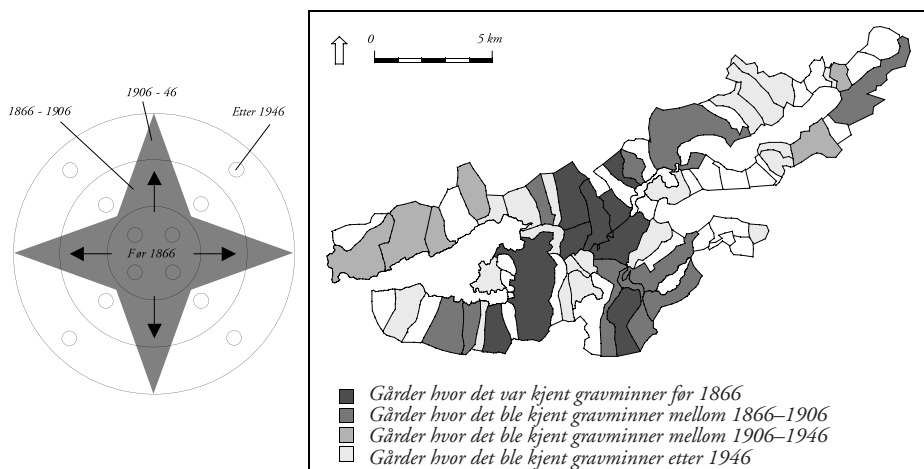 1906 - 46
1866 - 1906
Etter 1946
Før 1866
0
5 km
Gårder hvor det var kjent gravminner før 1866
Gårder hvor det ble kjent gravminner mellom 1866–1906
Gårder hvor det ble kjent gravminner mellom 1906–1946
Gårder hvor det ble kjent gravminner etter 1946